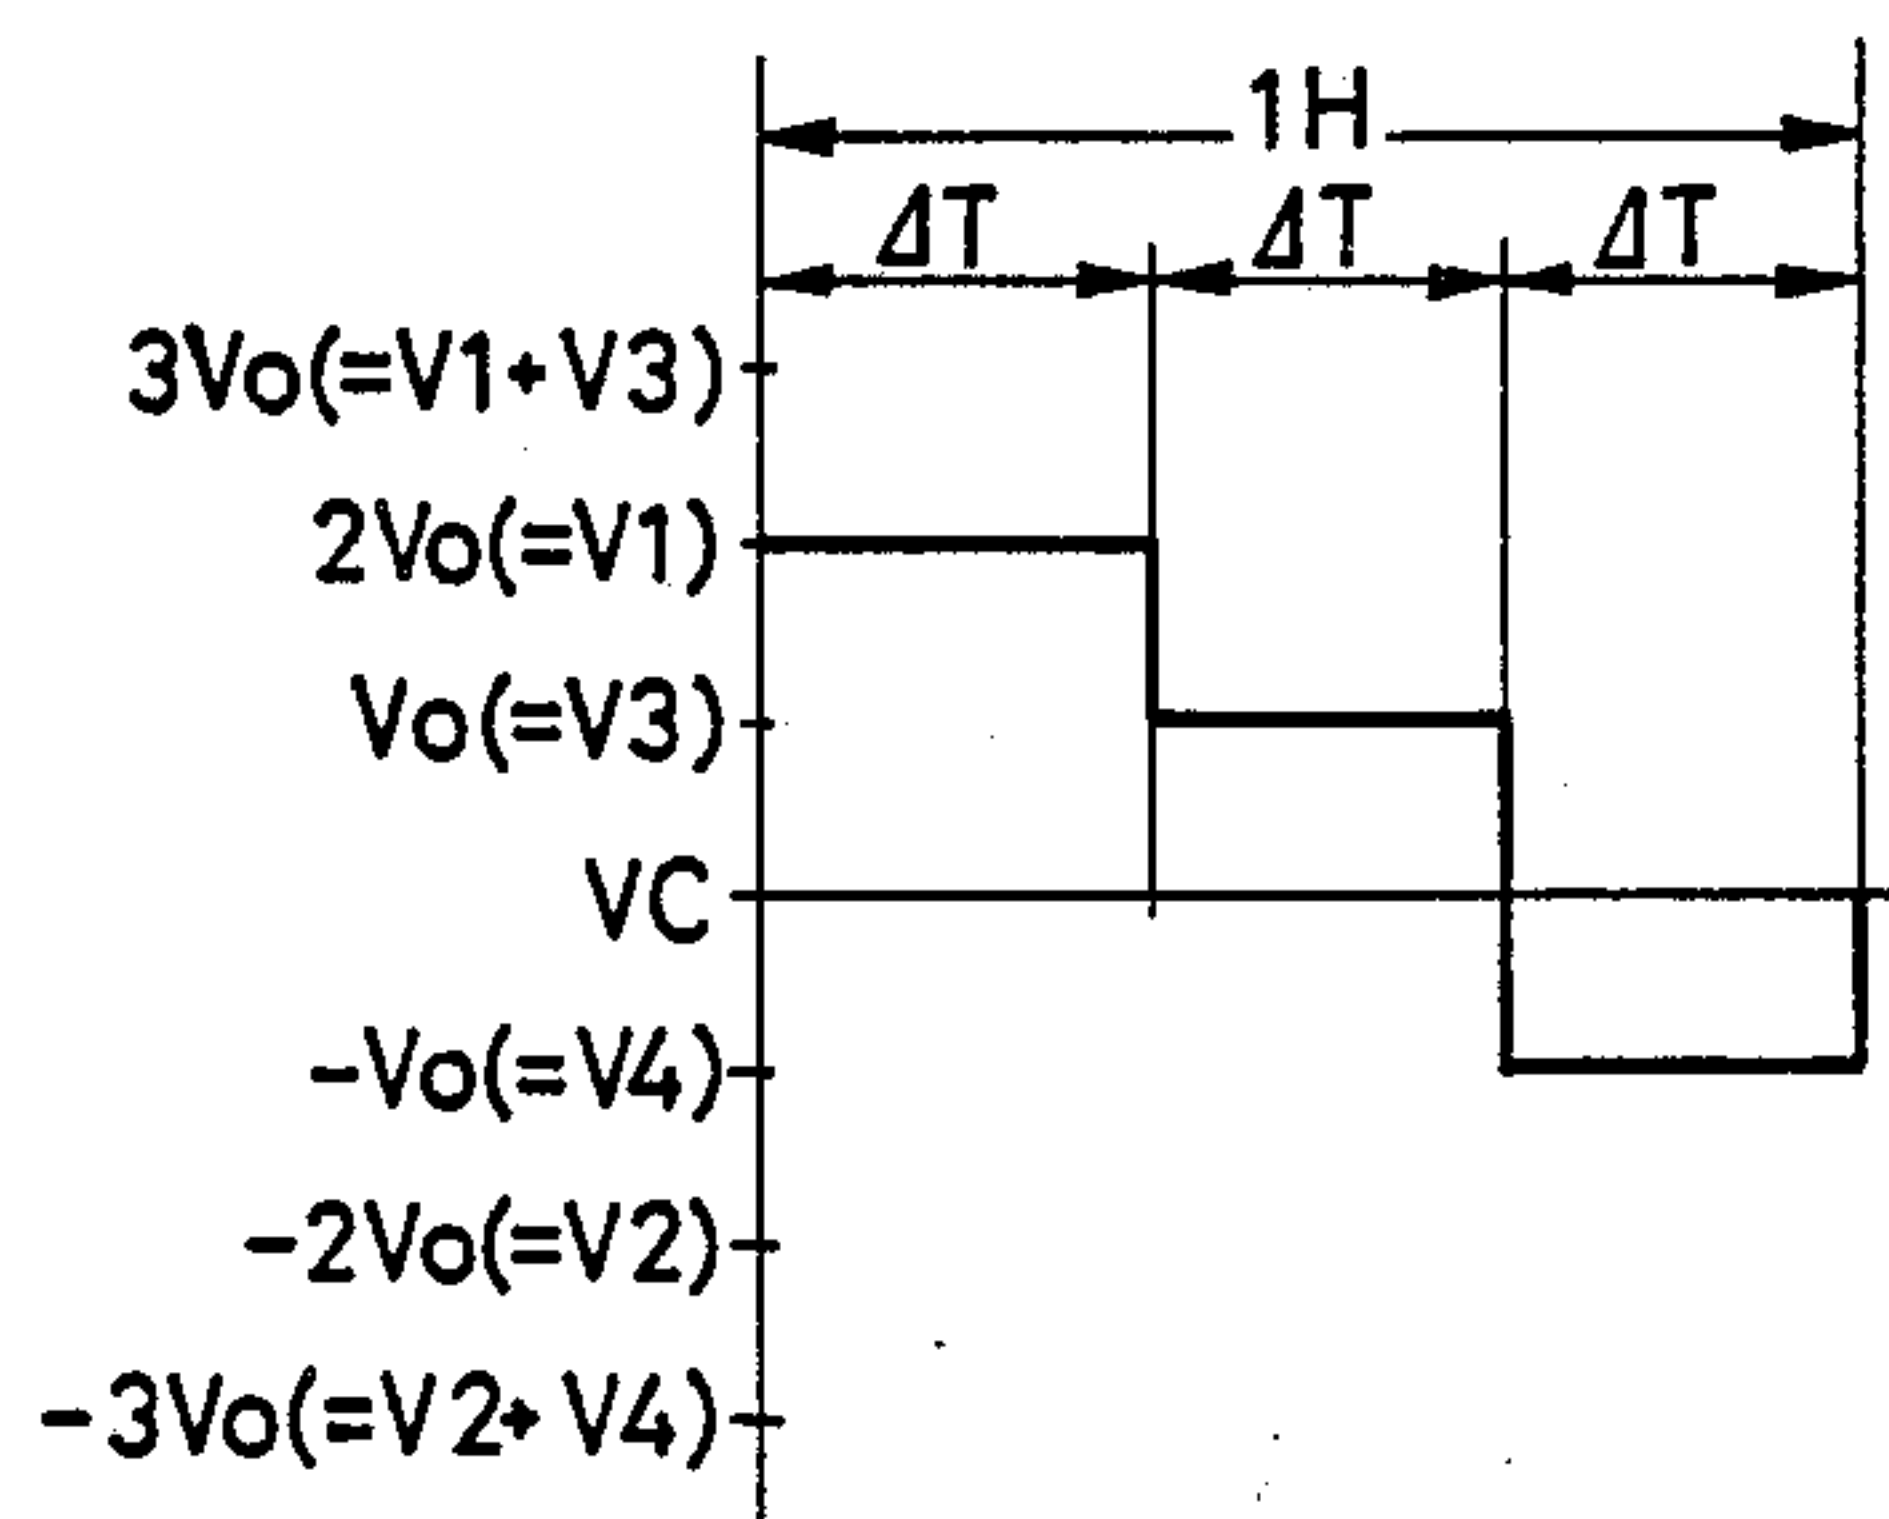 1H
ΔT ΔT ΔT
3Vo(=V1+V3)
2Vo(=V1)
Vo(=V3)
VC
-Vo(=V4)
-2Vo(=V2)
-3Vo(=V2+V4)